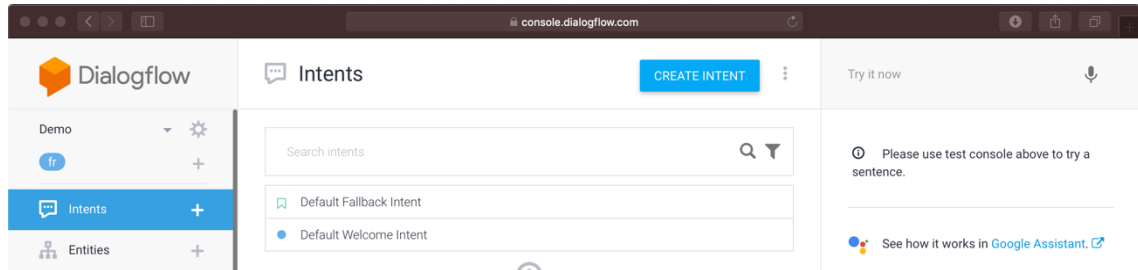 console.dialogflow.com
Dialogflow
Intents
CREATE INTENT
Try it now
Demo
fr
Search intents
Please use test console above to try a
sentence.
Intents
Default Fallback Intent
Default Welcome Intent
Entities
See how it works in Google Assistant.